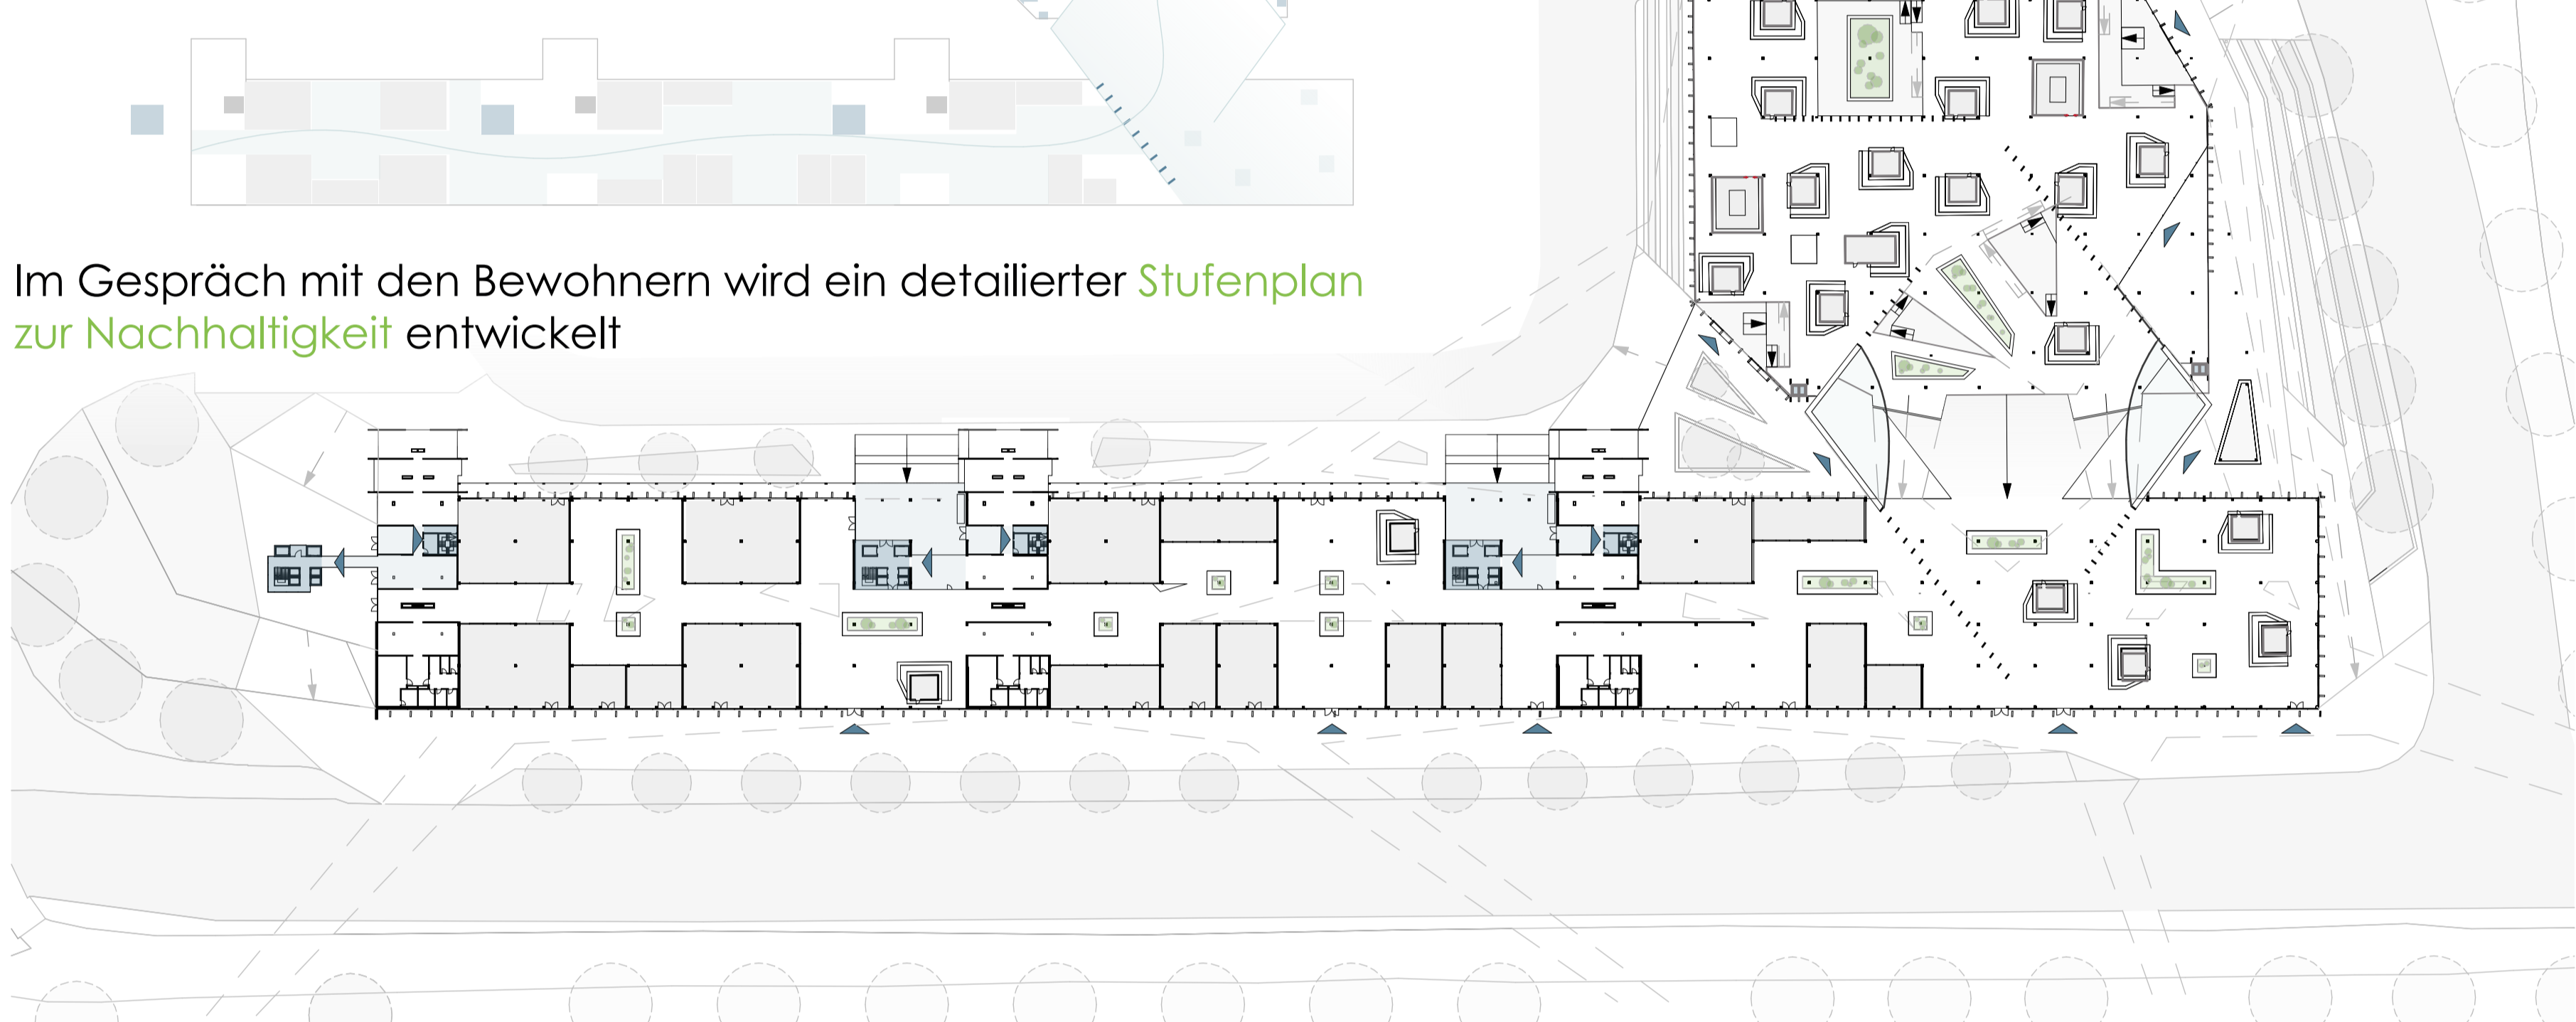 Im Gespräch mit den Bewohnern wird ein detailierter Stufenplan
zur Nachhaltigkeit entwickelt